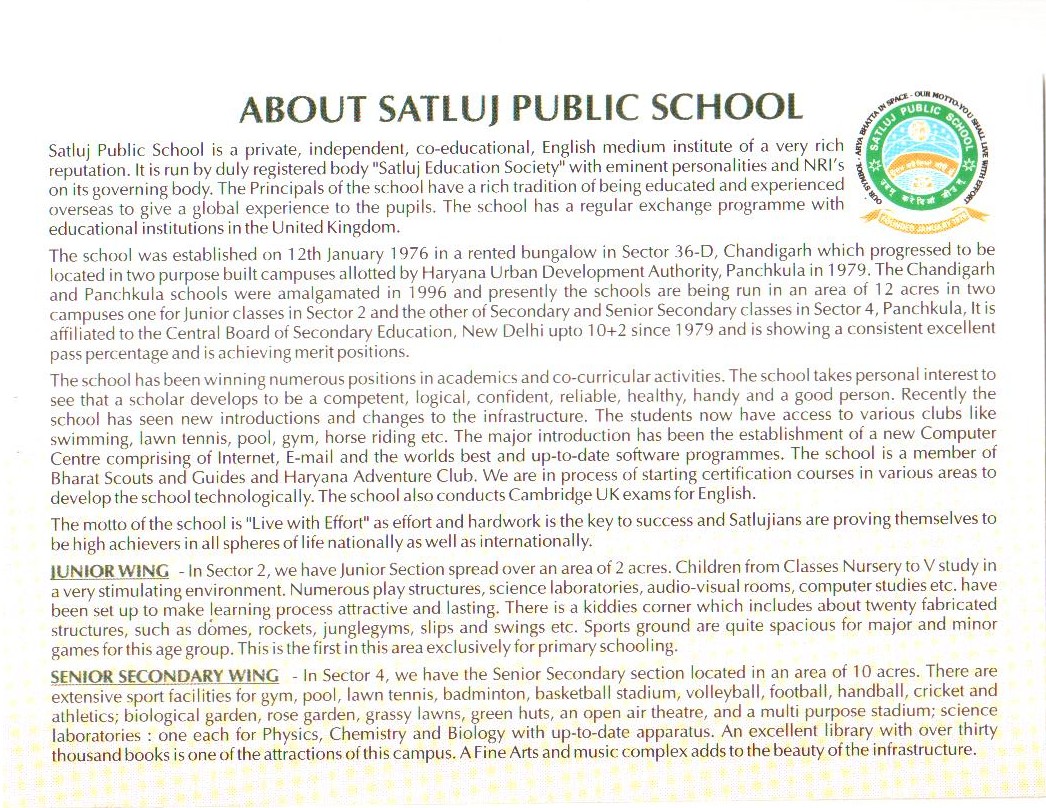 ABOUT SATLUJ PUBLIC SCHOOL
OUR SYMBOL - ARYA BHATTA IN SPACE - OUR MOTTO - YOU SHALL LIVE WITH EFFORT
SATLUJ PUBLIC SCHOOL
FOUNDED JANUARY 1976
Satluj Public School is a private, independent, co-educational, English medium institute of a very rich
reputation. It is run by duly registered body "Satluj Education Society" with eminent personalities and NRI's
on its governing body. The Principals of the school have a rich tradition of being educated and experienced
overseas to give a global experience to the pupils. The school has a regular exchange programme with
educational institutions in the United Kingdom.
The school was established on 12th January 1976 in a rented bungalow in Sector 36-D, Chandigarh which progressed to be
located in two purpose built campuses allotted by Haryana Urban Development Authority, Panchkula in 1979. The Chandigarh
and Panchkula schools were amalgamated in 1996 and presently the schools are being run in an area of 12 acres in two
campuses one for Junior classes in Sector 2 and the other of Secondary and Senior Secondary classes in Sector 4, Panchkula, It is
affiliated to the Central Board of Secondary Education, New Delhi upto 10+2 since 1979 and is showing a consistent excellent
pass percentage and is achieving merit positions.
The school has been winning numerous positions in academics and co-curricular activities. The school takes personal interest to
see that a scholar develops to be a competent, logical, confident, reliable, healthy, handy and a good person. Recently the
school has seen new introductions and changes to the infrastructure. The students now have access to various clubs like
swimming, lawn tennis, pool, gym, horse riding etc. The major introduction has been the establishment of a new Computer
Centre comprising of Internet, E-mail and the worlds best and up-to-date software programmes. The school is a member of
Bharat Scouts and Guides and Haryana Adventure Club. We are in process of starting certification courses in various areas to
develop the school technologically. The school also conducts Cambridge UK exams for English.
The motto of the school is "Live with Effort" as effort and hardwork is the key to success and Satlujians are proving themselves to
be high achievers in all spheres of life nationally as well as internationally.
JUNIOR WING - In Sector 2, we have Junior Section spread over an area of 2 acres. Children from Classes Nursery to V study in
a very stimulating environment. Numerous play structures, science laboratories, audio-visual rooms, computer studies etc. have
been set up to make learning process attractive and lasting. There is a kiddies corner which includes about twenty fabricated
structures, such as domes, rockets, junglegyms, slips and swings etc. Sports ground are quite spacious for major and minor
games for this age group. This is the first in this area exclusively for primary schooling.
SENIOR SECONDARY WING - In Sector 4, we have the Senior Secondary section located in an area of 10 acres. There are
extensive sport facilities for gym, pool, lawn tennis, badminton, basketball stadium, volleyball, football, handball, cricket and
athletics; biological garden, rose garden, grassy lawns, green huts, an open air theatre, and a multi purpose stadium; science
laboratories : one each for Physics, Chemistry and Biology with up-to-date apparatus. An excellent library with over thirty
thousand books is one of the attractions of this campus. A Fine Arts and music complex adds to the beauty of the infrastructure.